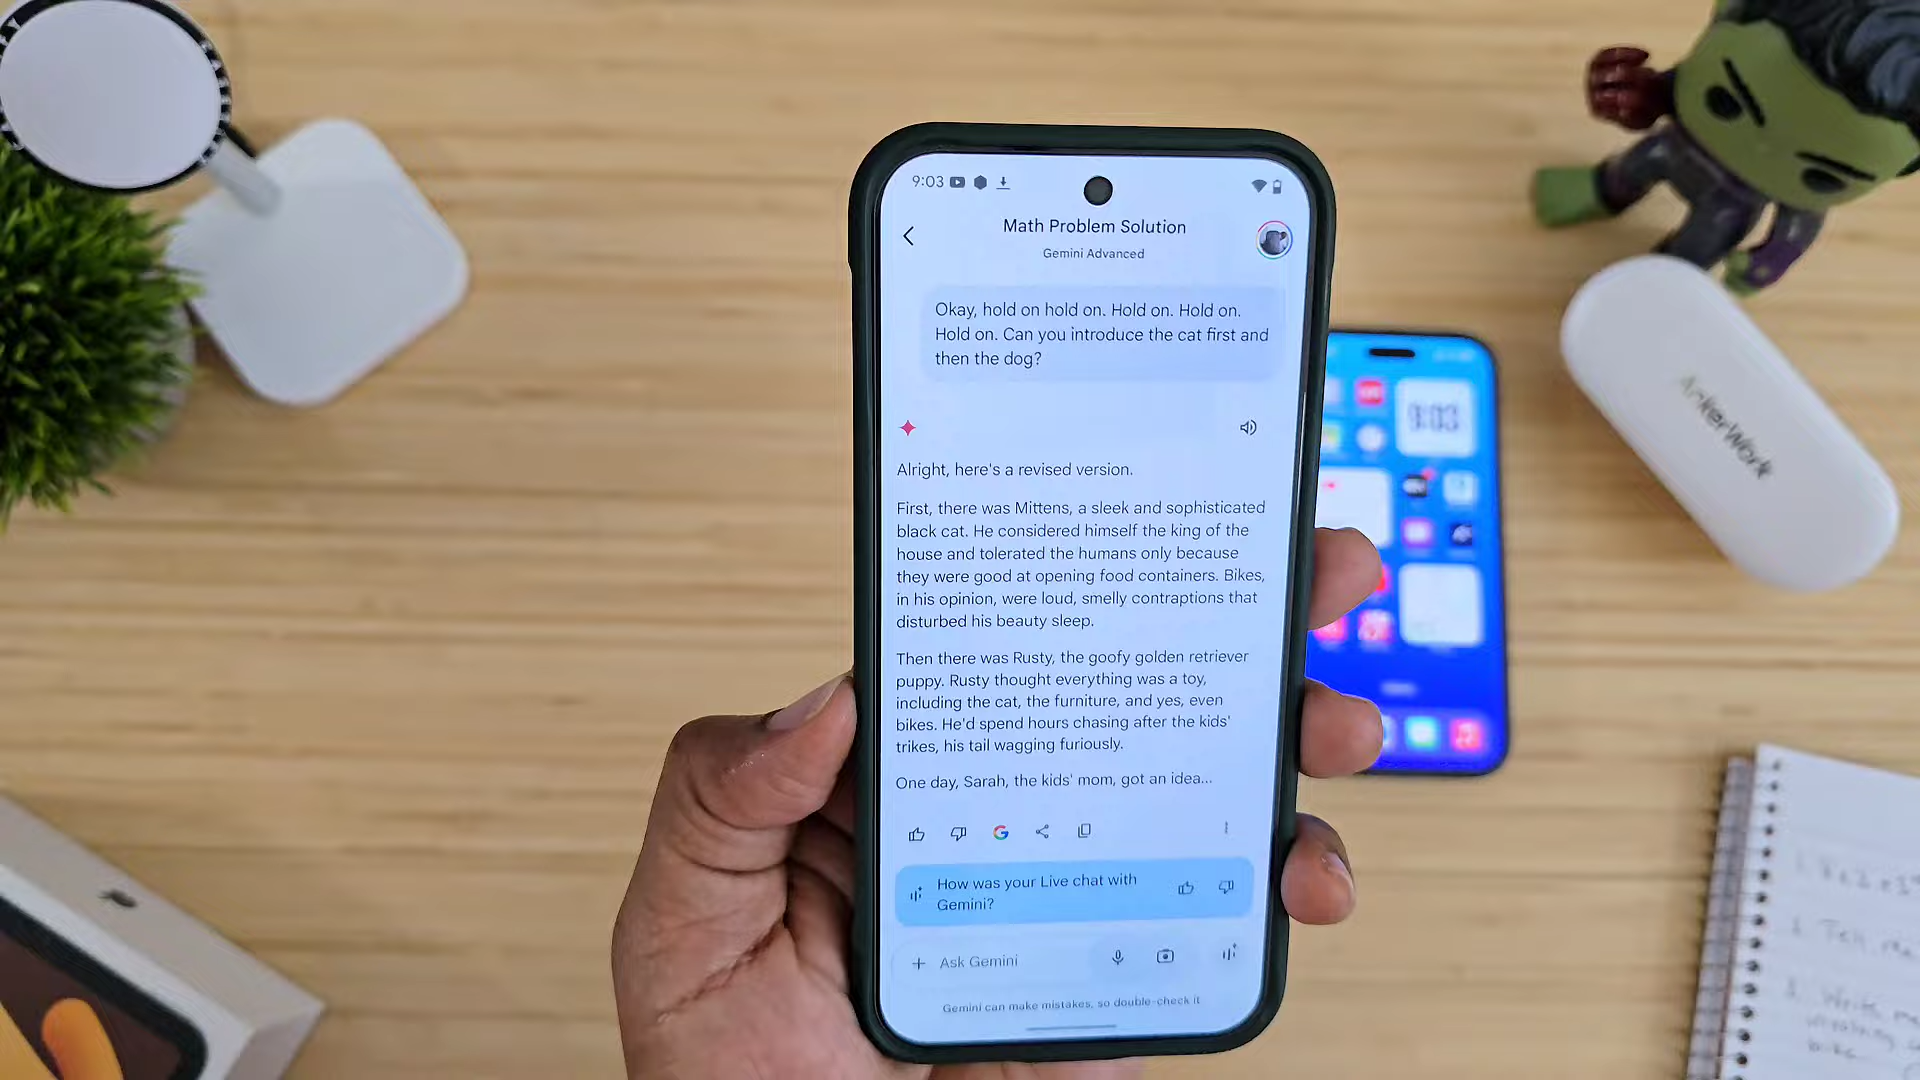 9:03
Math Problem Solution
Gemini Advanced
Okay, hold on hold on. Hold on. Hold on.
Hold on. Can you introduce the cat first and
then the dog?
Alright, here's a revised version.
First, there was Mittens, a sleek and sophisticated
black cat. He considered himself the king of the
house and tolerated the humans only because
they were good at opening food containers. Bikes,
in his opinion, were loud, smelly contraptions that
disturbed his beauty sleep.
Then there was Rusty, the goofy golden retriever
puppy. Rusty thought everything was a toy,
including the cat, the furniture, and yes, even
bikes. He'd spend hours chasing after the kids'
trikes, his tail wagging furiously.
One day, Sarah, the kids' mom, got an idea...
How was your Live chat with
Gemini?
Ask Gemini
Gemini can make mistakes, so double-check it
9:03
AnkerWork
Tell me
Write me
bike